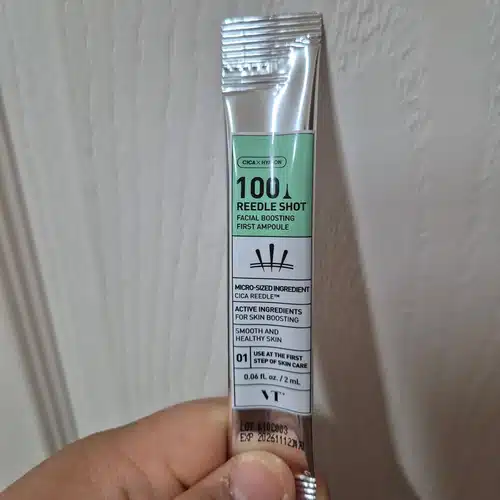 CICA × HYALON
100
REEDLE SHOT
FACIAL BOOSTING
FIRST AMPOULE
MICRO-SIZED INGREDIENT
CICA REEDLE™
ACTIVE INGREDIENTS
FOR SKIN BOOSTING
SMOOTH AND
HEALTHY SKIN
01 USE AT THE FIRST
STEP OF SKIN CARE
0.06 fl. oz. / 2 mL
VT
EXP 20261112